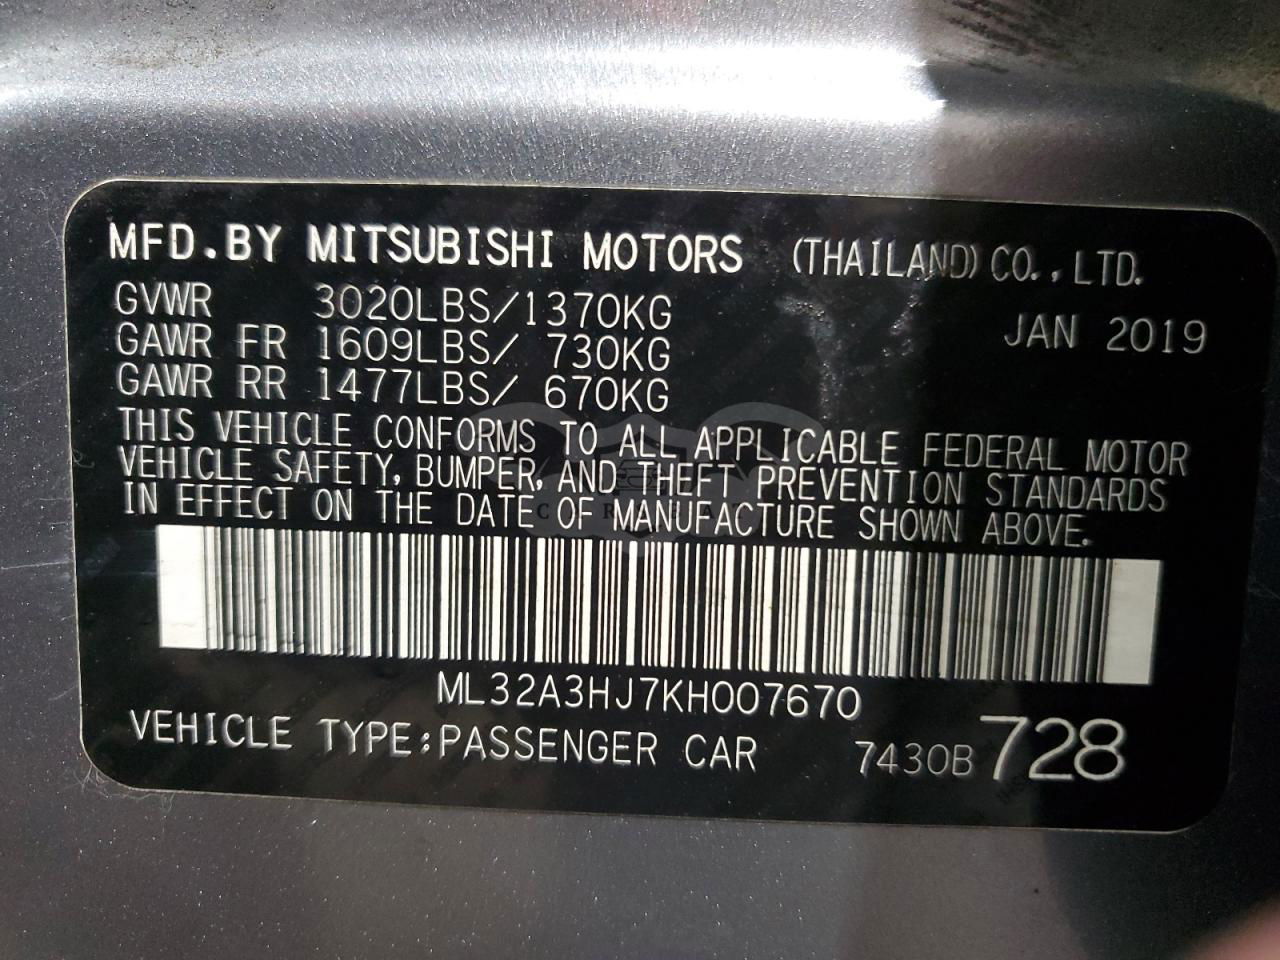 MFD.BY MITSUBISHI MOTORS (THAILAND) CO., LTD.
GVWR 3020LBS/1370KG JAN 2019
GAWR FR 1609LBS/ 730KG
GAWR RR 1477LBS/ 670KG
THIS VEHICLE CONFORMS TO ALL APPLICABLE FEDERAL MOTOR
VEHICLE SAFETY, BUMPER, AND THEFT PREVENTION STANDARDS
IN EFFECT ON THE DATE OF MANUFACTURE SHOWN ABOVE.
ML32A3HJ7KH007670
VEHICLE TYPE:PASSENGER CAR 7430B 728